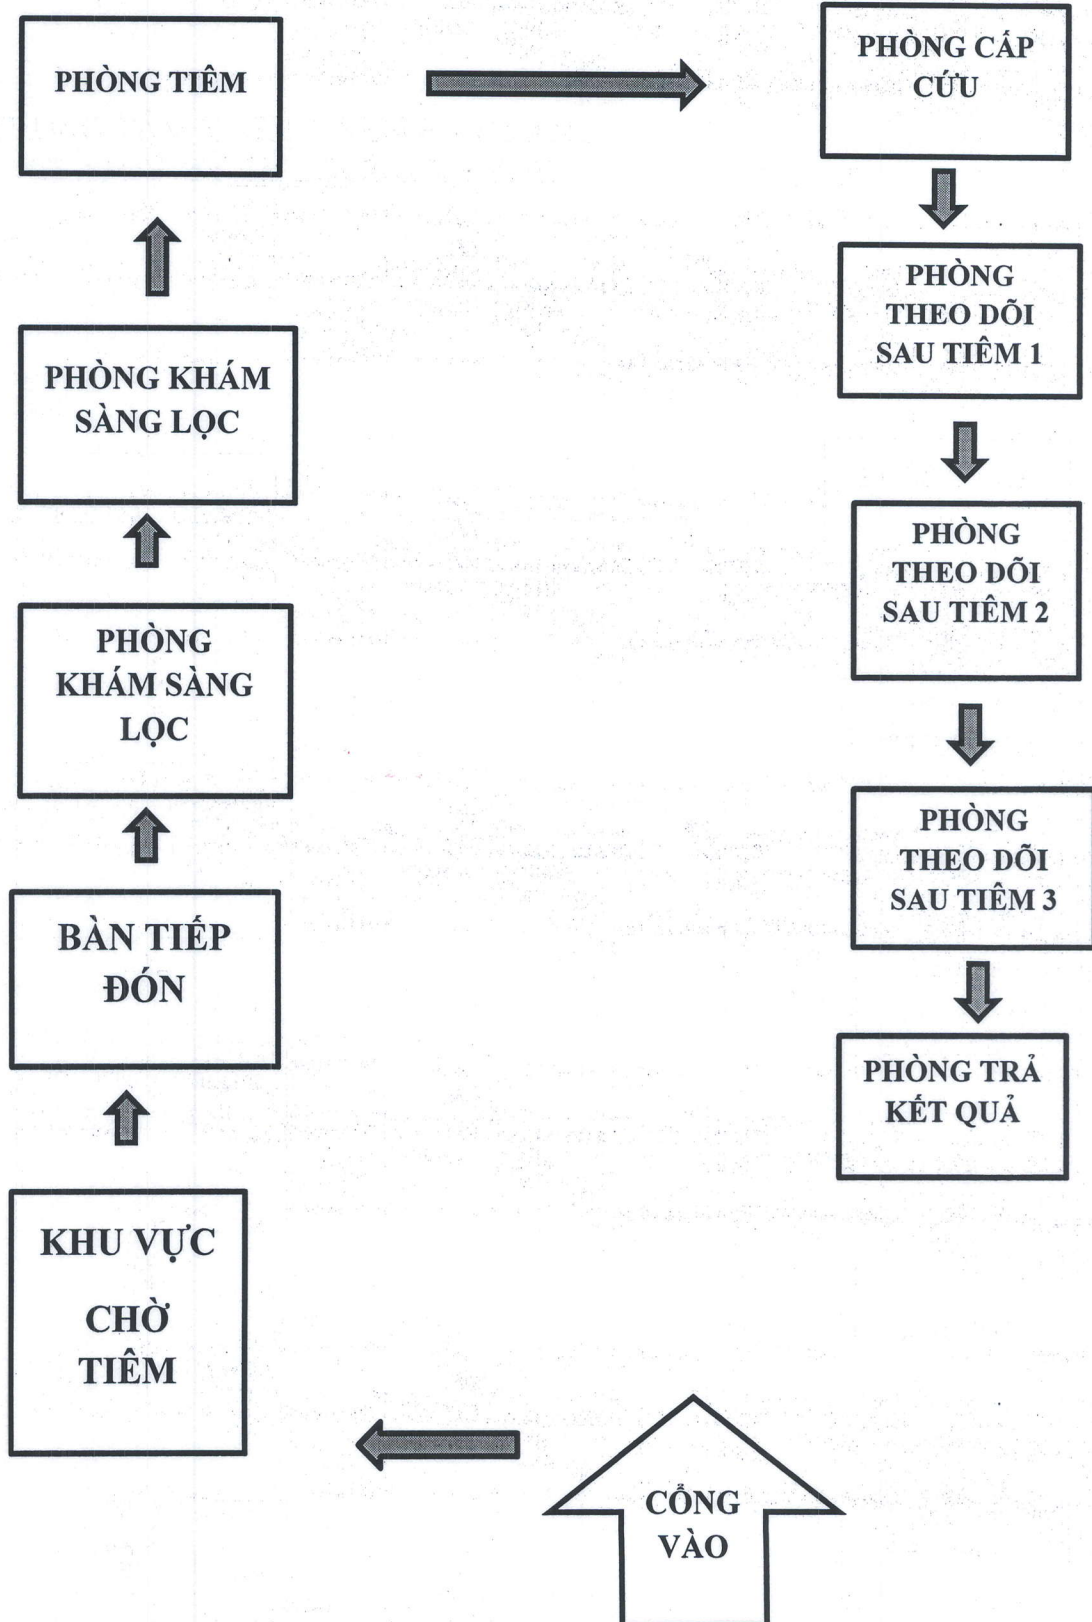 PHÒNG TIÊM
PHÒNG CẤP
CỨU
PHÒNG
THEO DÕI
SAU TIÊM 1
PHÒNG KHÁM
SÀNG LỌC
PHÒNG
THEO DÕI
SAU TIÊM 2
PHÒNG
KHÁM SÀNG
LỌC
PHÒNG
THEO DÕI
SAU TIÊM 3
BÀN TIẾP
ĐÓN
PHÒNG TRẢ
KẾT QUẢ
KHU VỰC
CHỜ
TIÊM
CỔNG
VÀO